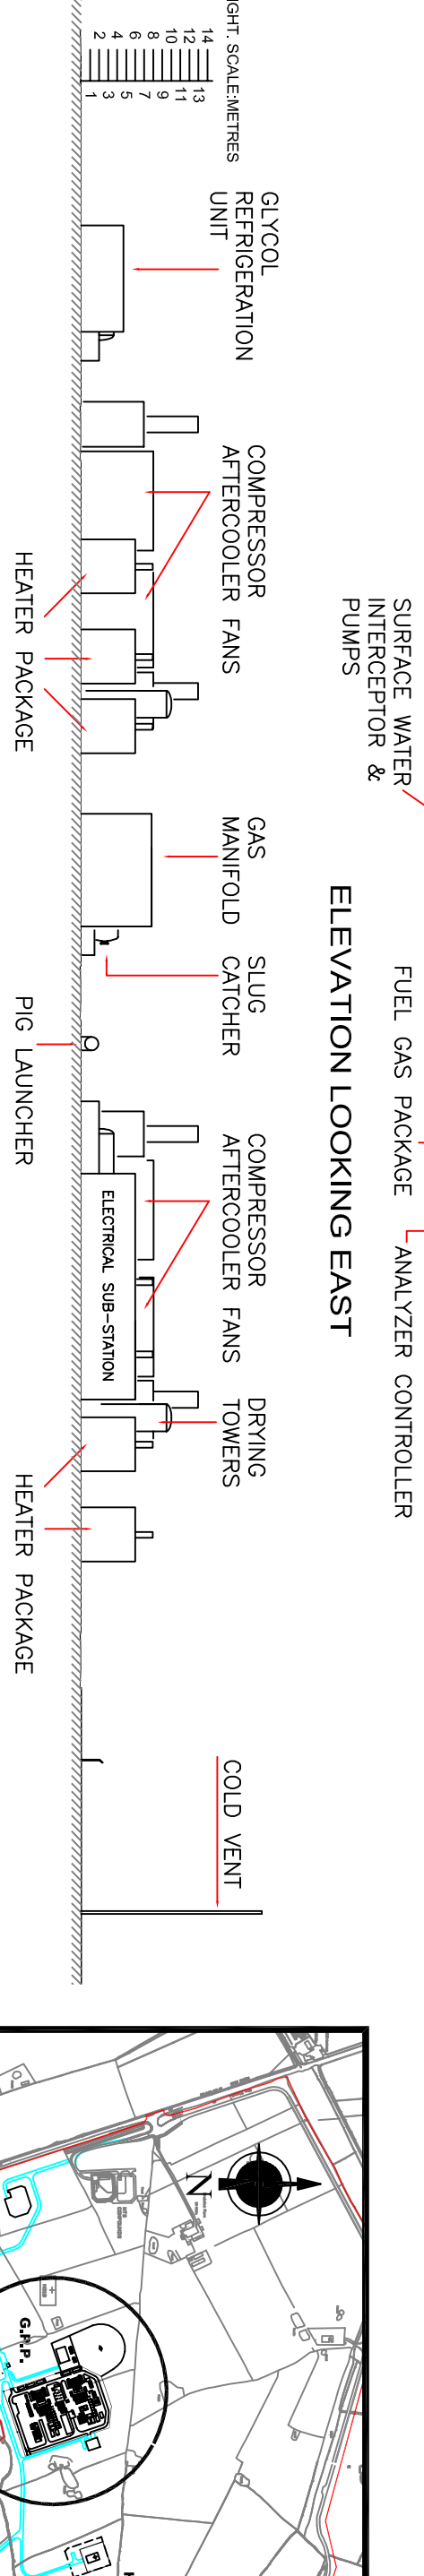 14
12
10
8
6
4
2
13
11
9
7
5
3
1
SCALE:METRES
GLYCOL
REFRIGERATION
UNIT
COMPRESSOR
AFTERCOOLER FANS
HEATER PACKAGE
SURFACE WATER
INTERCEPTOR &
PUMPS
GAS
MANIFOLD
SLUG
CATCHER
PIG LAUNCHER
FUEL GAS PACKAGE
ANALYZER CONTROLLER
ELEVATION LOOKING EAST
COMPRESSOR
AFTERCOOLER FANS
ELECTRICAL SUB-STATION
DRYING
TOWERS
HEATER PACKAGE
COLD VENT
N
G.P.P.